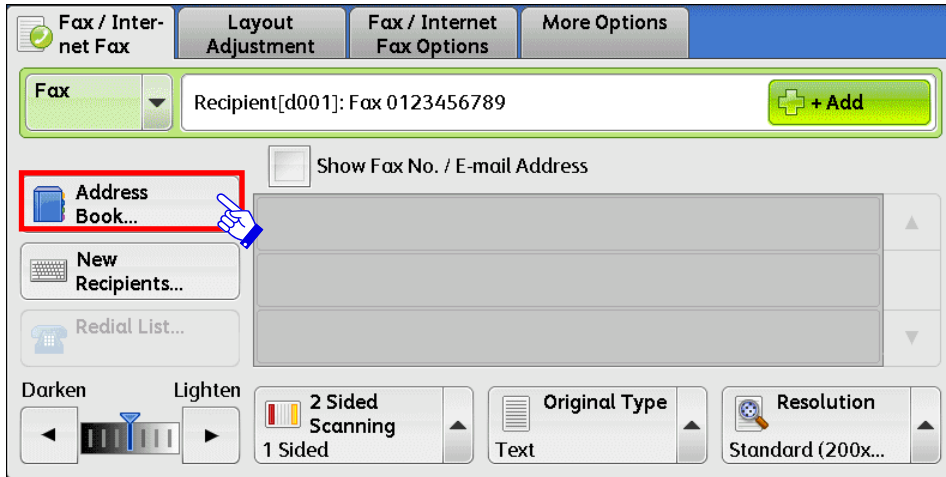 Fax / Inter-
net Fax
Layout
Adjustment
Fax / Internet
Fax Options
More Options
Fax
Recipient[d001]: Fax 0123456789
+ Add
Show Fax No. / E-mail Address
Address
Book...
New
Recipients...
Redial List...
Darken
Lighten
2 Sided
Scanning
1 Sided
Original Type
Text
Resolution
Standard (200x...